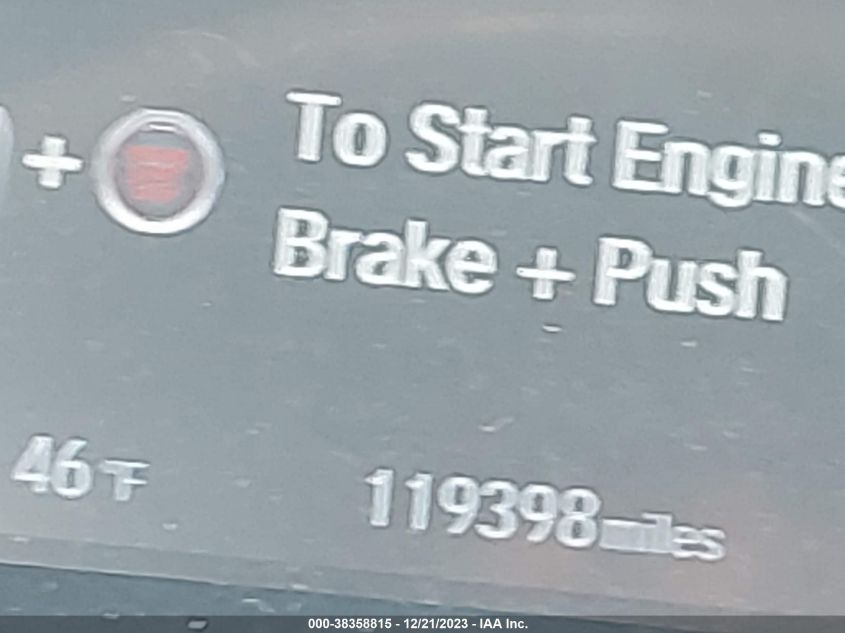 + To Start Engine
Brake + Push
46°F 119398 miles
000-38358815 - 12/21/2023 - IAA Inc.